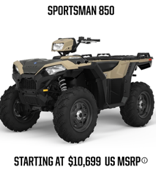 SPORTSMAN 850
STARTING AT $10,699 US MSRP